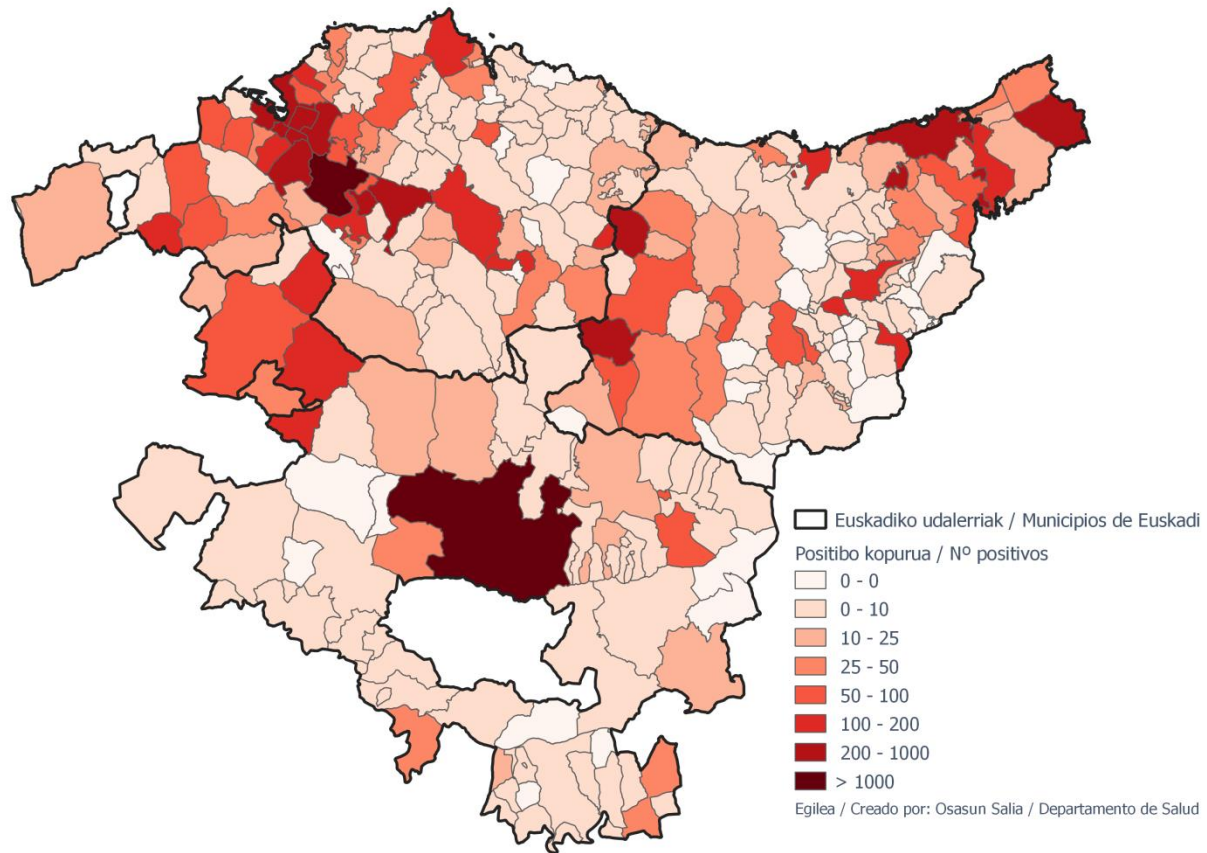 Euskadiko udalerriak / Municipios de Euskadi
Positibo kopurua / Nº positivos
0 - 0
0 - 10
10 - 25
25 - 50
50 - 100
100 - 200
200 - 1000
> 1000
Egilea / Creado por: Osasun Salia / Departamento de Salud